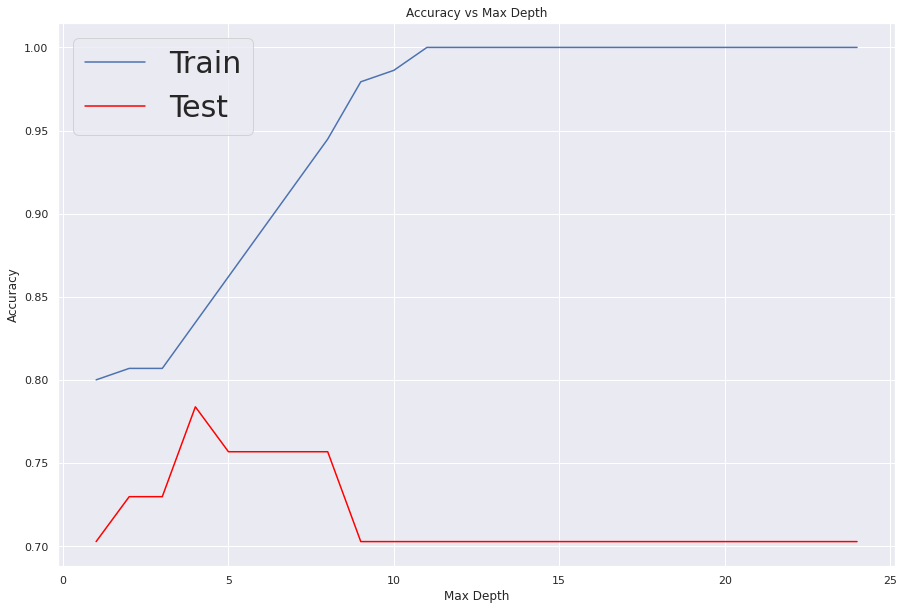 Accuracy vs Max Depth
Train
Test
1.00
0.95
0.90
0.85
0.80
0.75
0.70
Accuracy
0 5 10 15 20 25
Max Depth